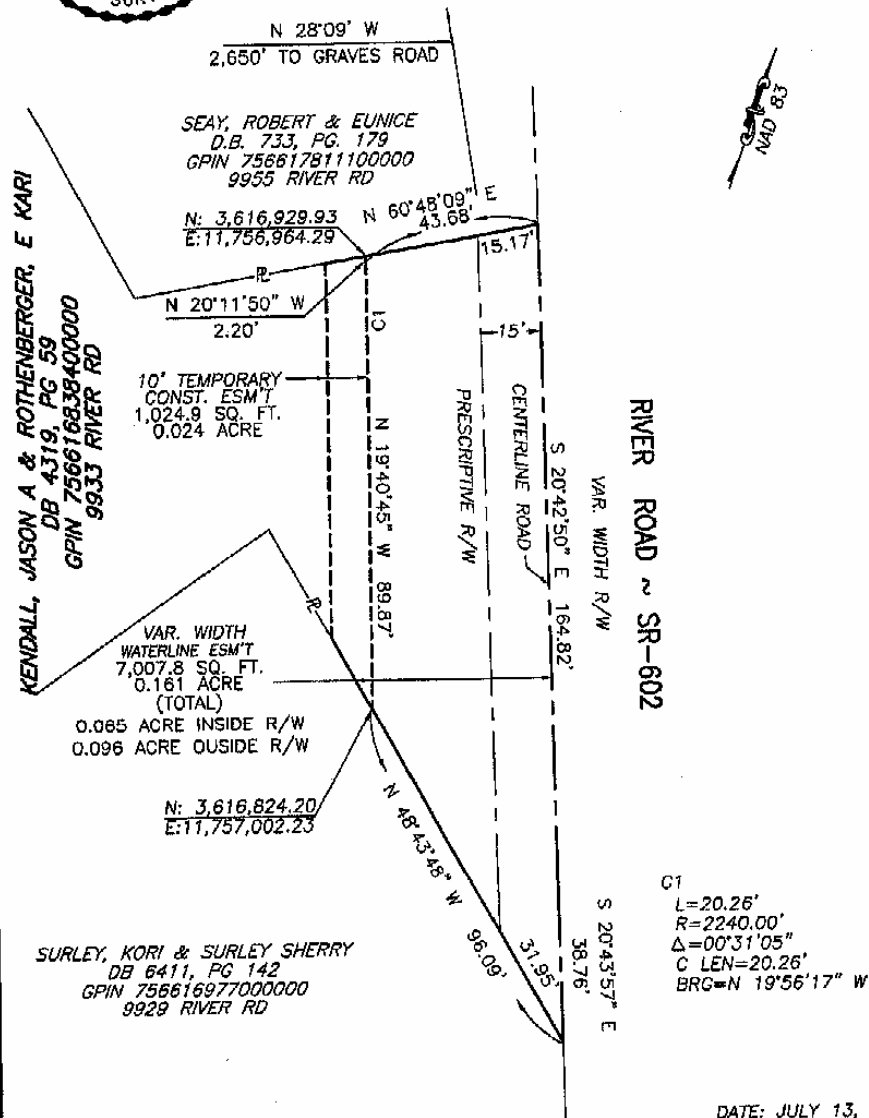 N 28°09' W
2,650' TO GRAVES ROAD
NAD 83
SEAY, ROBERT & EUNICE
D.B. 733, PG. 179
GPIN 756617811100000
9955 RIVER RD
N: 3,616,929.93
E:11,756,964.29
N 60°48'09" E
43.68'
15.17'
PL
N 20°11'50" W
2.20'
C1
15'
KENDALL, JASON A & ROTHENBERGER, E KARI
DB 4319, PG 59
GPIN 756616838400000
9933 RIVER RD
10' TEMPORARY
CONST. ESM'T
1,024.9 SQ. FT.
0.024 ACRE
N 19°40'45" W 89.87'
PRESCRIPTIVE R/W
CENTERLINE ROAD
S 20°42'50" E 164.82'
VAR. WIDTH R/W
RIVER ROAD ~ SR-602
PL
VAR. WIDTH
WATERLINE ESM'T
7,007.8 SQ. FT.
0.161 ACRE
(TOTAL)
0.065 ACRE INSIDE R/W
0.096 ACRE OUSIDE R/W
N: 3,616,824.20
E:11,757,002.23
N 48°43'48" W
96.09'
31.95'
S 20°43'57" E
38.76'
C1
L=20.26'
R=2240.00'
Δ=00°31'05"
C LEN=20.26'
BRG=N 19°56'17" W
SURLEY, KORI & SURLEY SHERRY
DB 6411, PG 142
GPIN 756616977000000
9929 RIVER RD
DATE: JULY 13,